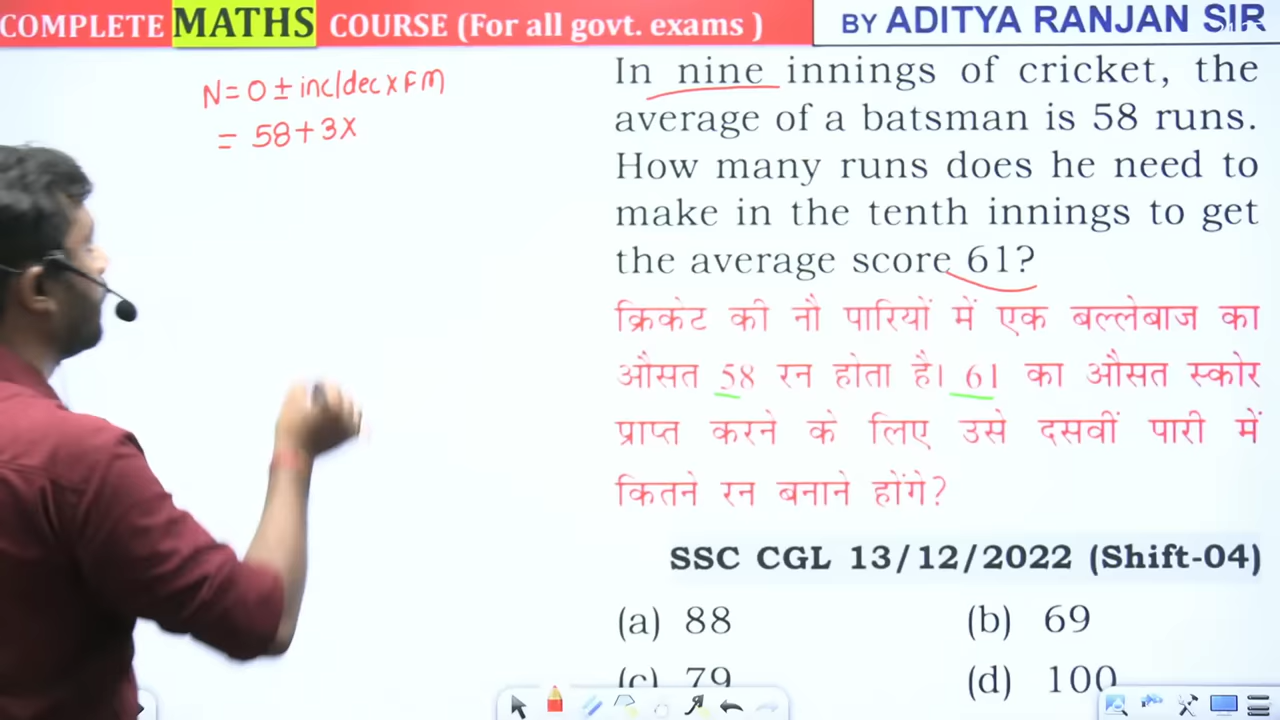 COMPLETE MATHS COURSE (For all govt. exams )
BY ADITYA RANJAN SIR
N = O ± inc/dec x FM
= 58 + 3x
In nine innings of cricket, the
average of a batsman is 58 runs.
How many runs does he need to
make in the tenth innings to get
the average score 61?
क्रिकेट की नौ पारियों में एक बल्लेबाज का
औसत 58 रन होता है। 61 का औसत स्कोर
प्राप्त करने के लिए उसे दसवीं पारी में
कितने रन बनाने होंगे?
SSC CGL 13/12/2022 (Shift-04)
(a) 88 (b) 69
(c) 79 (d) 100